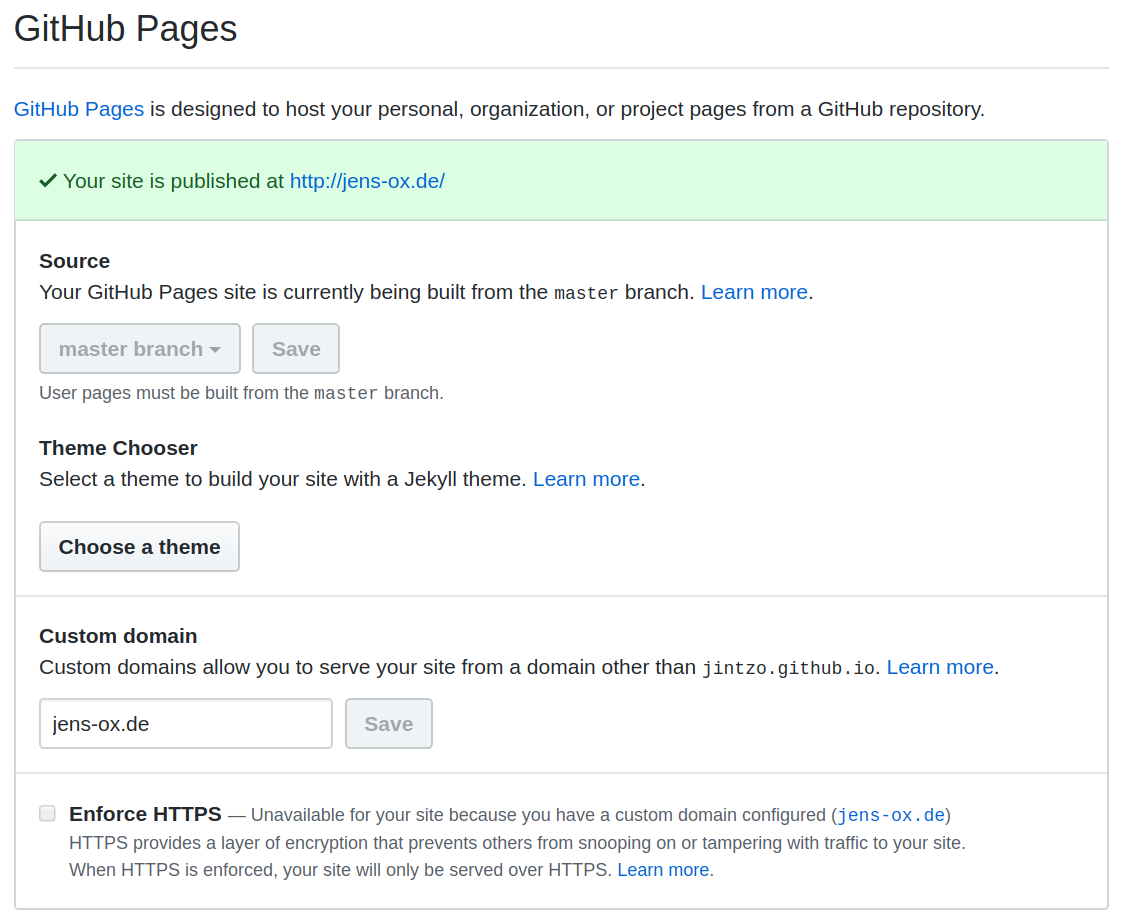 GitHub Pages
GitHub Pages is designed to host your personal, organization, or project pages from a GitHub repository.
Your site is published at http://jens-ox.de/
Source
Your GitHub Pages site is currently being built from the master branch. Learn more.
master branch Save
User pages must be built from the master branch.
Theme Chooser
Select a theme to build your site with a Jekyll theme. Learn more.
Choose a theme
Custom domain
Custom domains allow you to serve your site from a domain other than jintzo.github.io. Learn more.
jens-ox.de Save
Enforce HTTPS — Unavailable for your site because you have a custom domain configured (jens-ox.de)
HTTPS provides a layer of encryption that prevents others from snooping on or tampering with traffic to your site.
When HTTPS is enforced, your site will only be served over HTTPS. Learn more.